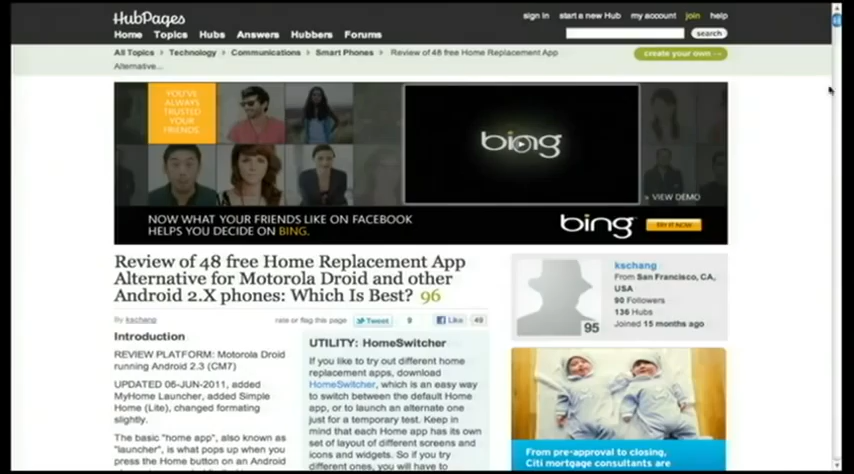 HubPages
sign in start a new Hub my account join help
Home Topics Hubs Answers Hubbers Forums
search
All Topics Technology Communications Smart Phones Review of 48 free Home Replacement App
Alternative...
create your own
YOU'VE
ALWAYS
TRUSTED
YOUR
FRIENDS
bing
» VIEW DEMO
NOW WHAT YOUR FRIENDS LIKE ON FACEBOOK
HELPS YOU DECIDE ON BING.
bing
TRY IT NOW
Review of 48 free Home Replacement App
Alternative for Motorola Droid and other
Android 2.X phones: Which Is Best? 96
By kschang
rate or flag this page
Tweet 9
Like 49
Introduction
REVIEW PLATFORM: Motorola Droid
running Android 2.3 (CM7)
UPDATED 06-JUN-2011, added
MyHome Launcher, added Simple
Home (Lite), changed formating
slightly.
The basic "home app", also known as
"launcher", is what pops up when you
press the Home button on an Android
UTILITY: HomeSwitcher
If you like to try out different home
replacement apps, download
HomeSwitcher, which is an easy way
to switch between the default Home
app, or to launch an alternate one
just for a temporary test. Keep in
mind that each Home app has its own
set of layout of different screens and
icons and widgets. So if you try
different ones, you will have to
95
kschang
From San Francisco, CA,
USA
90 Followers
136 Hubs
Joined 15 months ago
From pre-approval to closing,
Citi mortgage consultants are